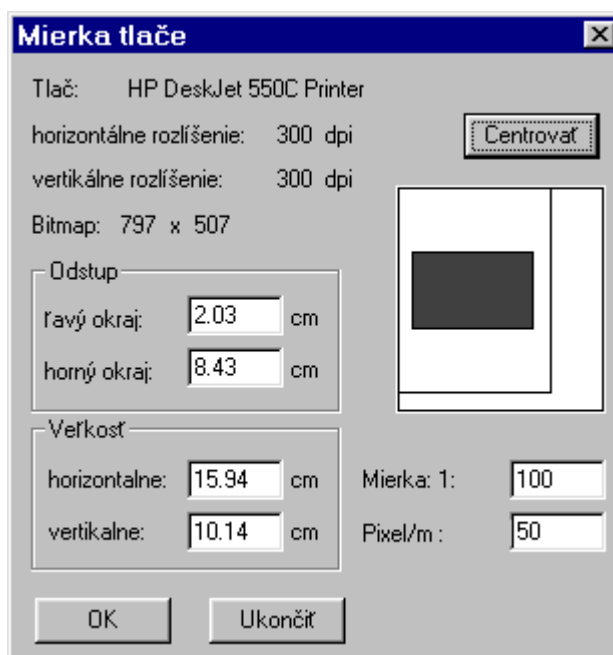 Mierka tlače
Tlač: HP DeskJet 550C Printer
horizontálne rozlíšenie: 300 dpi
Centrovať
vertikálne rozlíšenie: 300 dpi
Bitmap: 797 x 507
Odstup
ľavý okraj: 2.03 cm
horný okraj: 8.43 cm
Veľkosť
horizontalne: 15.94 cm Mierka: 1: 100
vertikalne: 10.14 cm Pixel/m : 50
OK Ukončiť